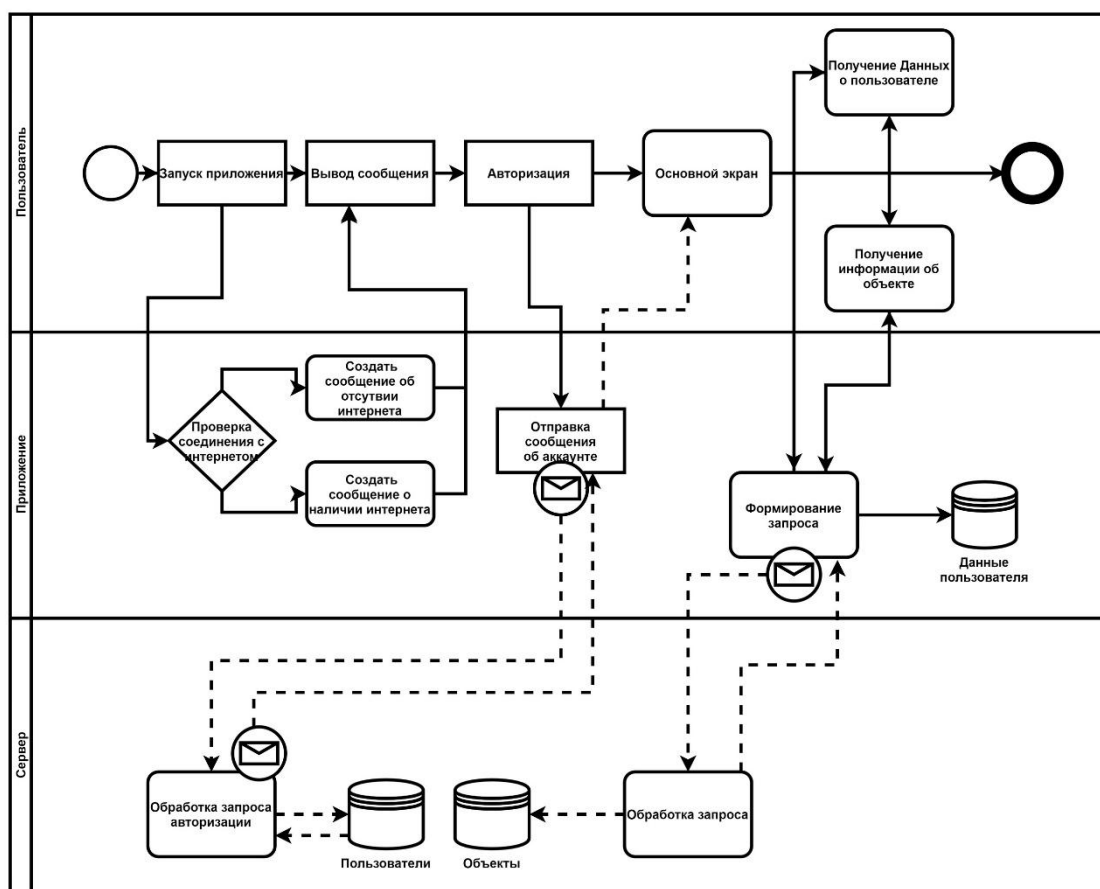 Пользователь
Получение Данных
о пользователе
Запуск приложения
Вывод сообщения
Авторизация
Основной экран
Получение
информации об
объекте
Приложение
Создать
сообщение об
отсутвии
интернета
Проверка
соединения с
интернетом
Создать
сообщение о
наличии интернета
Отправка
сообщения
об аккаунте
Формирование
запроса
Данные
пользователя
Сервер
Обработка запроса
авторизации
Пользователи
Объекты
Обработка запроса